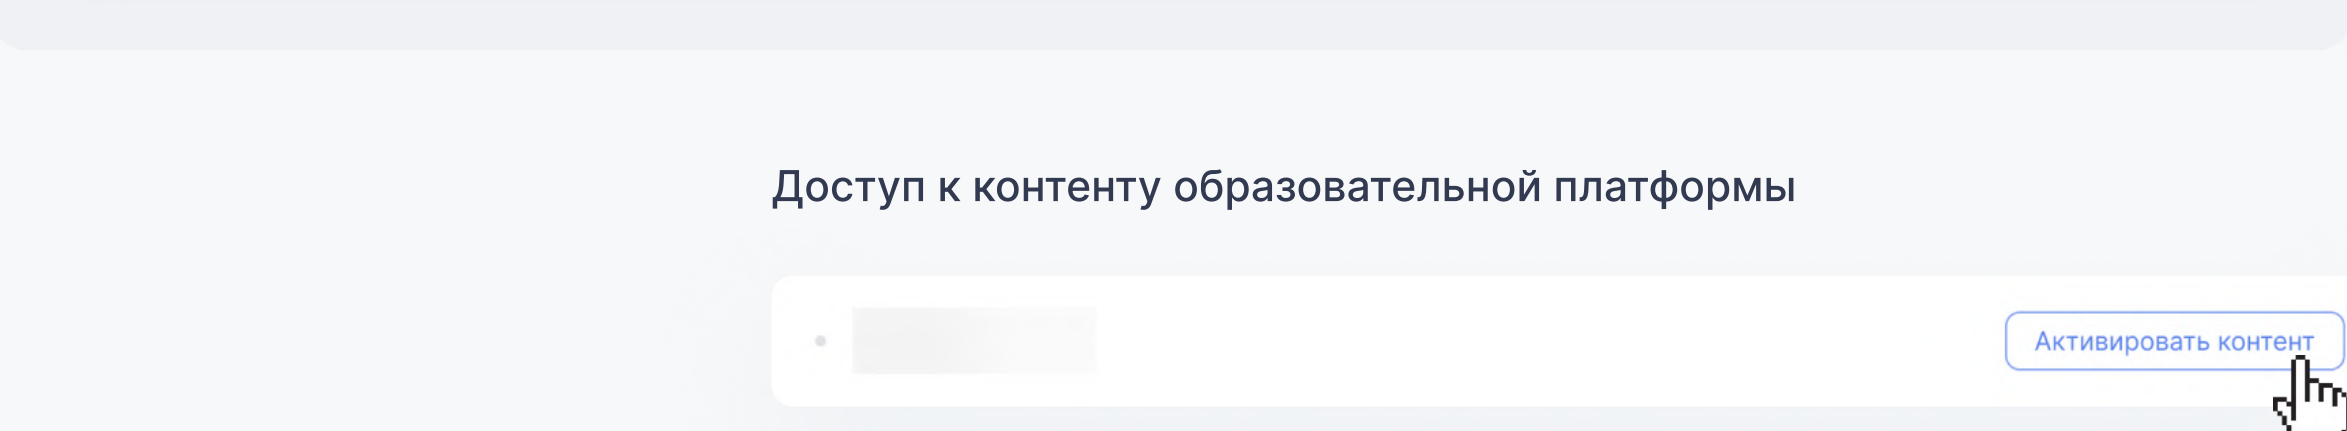 Доступ к контенту образовательной платформы
Активировать контент